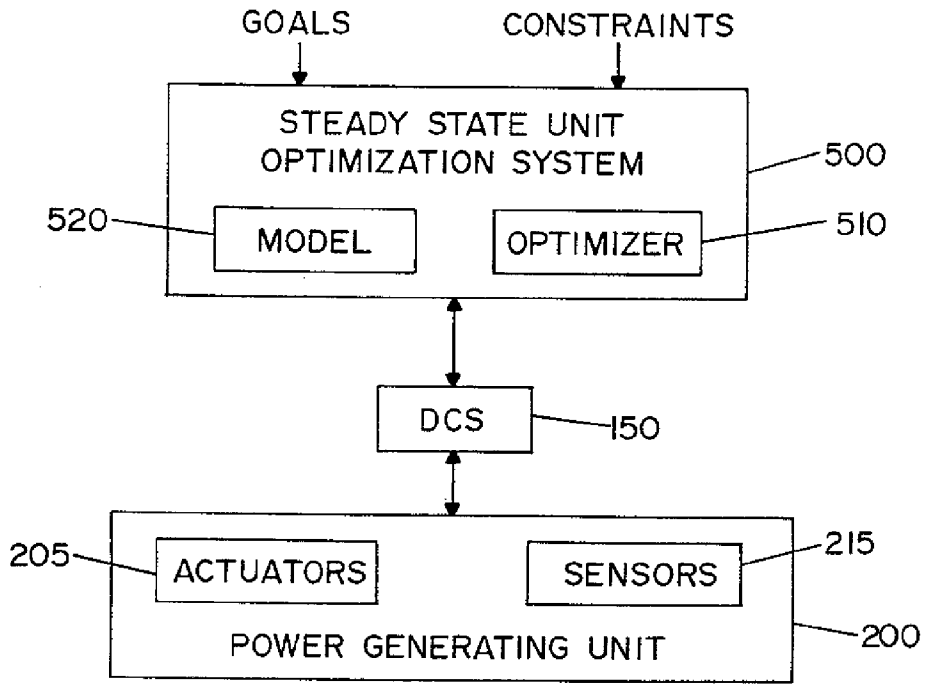 GOALS CONSTRAINTS
STEADY STATE UNIT
OPTIMIZATION SYSTEM
500
520
MODEL
OPTIMIZER
510
DCS
150
205
ACTUATORS
SENSORS
215
POWER GENERATING UNIT
200